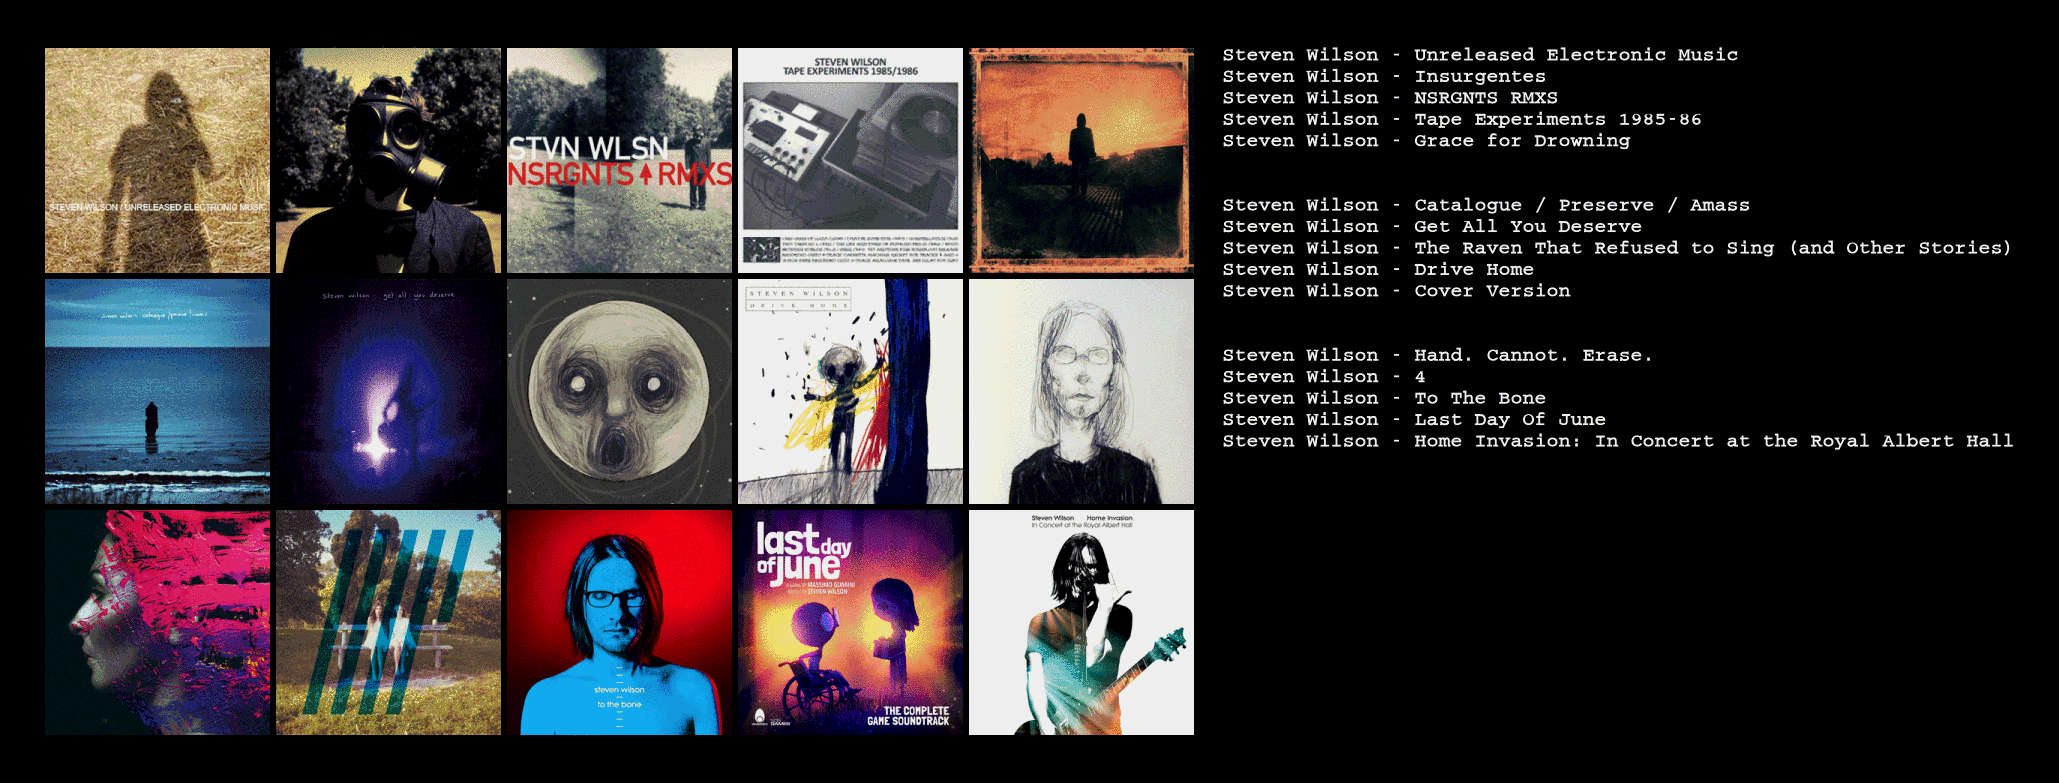 STEVEN WILSON / UNRELEASED ELECTRONIC MUSIC
STVN WLSN
NSRGNTS RMXS
STEVEN WILSON
TAPE EXPERIMENTS 1985/1986
Steven Wilson - Unreleased Electronic Music
Steven Wilson - Insurgentes
Steven Wilson - NSRGNTS RMXS
Steven Wilson - Tape Experiments 1985-86
Steven Wilson - Grace for Drowning
steven wilson get all you deserve
STEVEN WILSON
DRIVE HOME
Steven Wilson - Catalogue / Preserve / Amass
Steven Wilson - Get All You Deserve
Steven Wilson - The Raven That Refused to Sing (and Other Stories)
Steven Wilson - Drive Home
Steven Wilson - Cover Version
steven wilson
to the bone
last day
of june
MASSIMO GUARINI
STEVEN WILSON
THE COMPLETE
GAME SOUNDTRACK
Steven Wilson Home Invasion
In Concert at the Royal Albert Hall
Steven Wilson - Hand. Cannot. Erase.
Steven Wilson - 4
Steven Wilson - To The Bone
Steven Wilson - Last Day Of June
Steven Wilson - Home Invasion: In Concert at the Royal Albert Hall